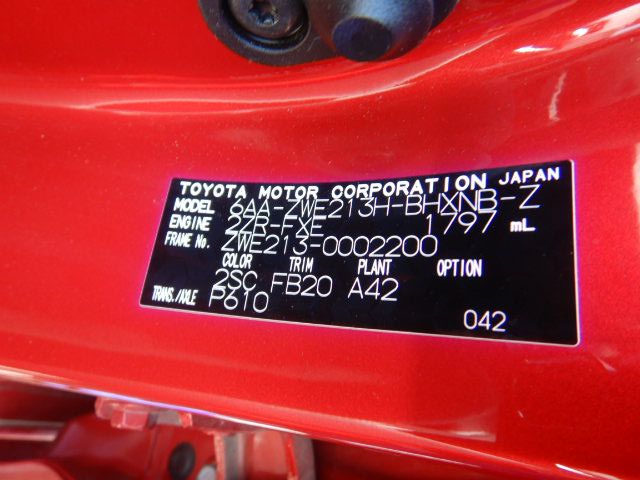 TOYOTA MOTOR CORPORATION JAPAN
MODEL 6AA-ZWE213H-BHXNB-Z
ENGINE 2ZR-FXE 1797 mL
FRAME No. ZWE213-0002200
COLOR TRIM PLANT OPTION
2SC FB20 A42
TRANS./AXLE P610
042